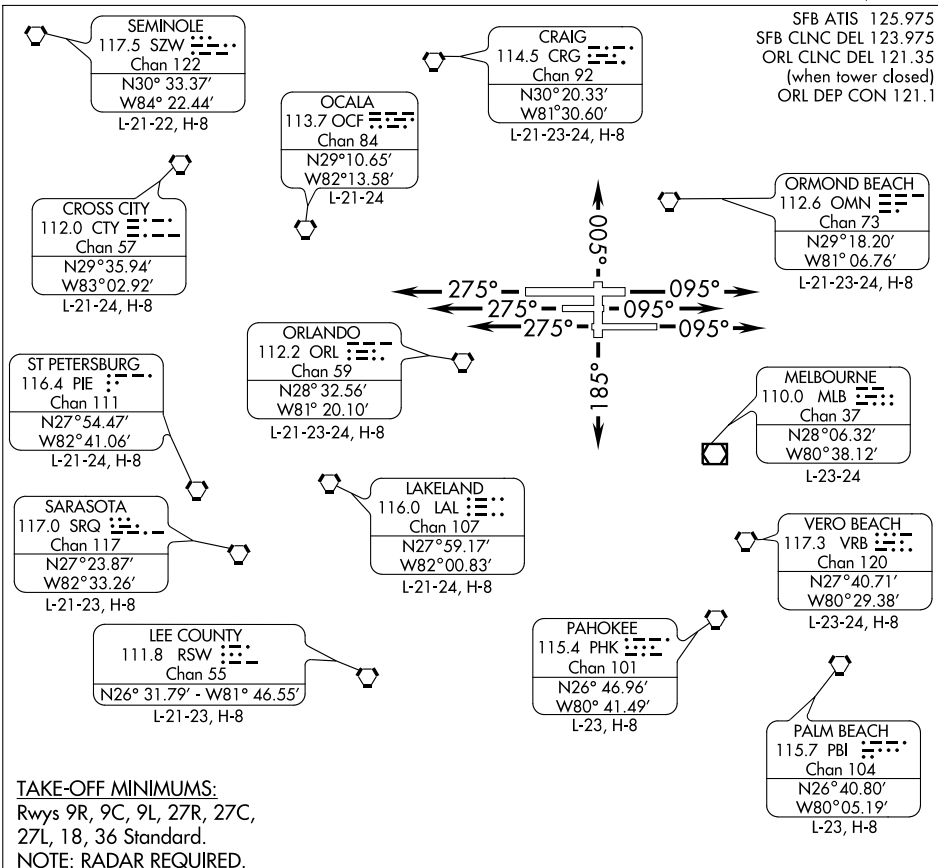 SFB ATIS 125.975
SFB CLNC DEL 123.975
ORL CLNC DEL 121.35
(when tower closed)
ORL DEP CON 121.1
SEMINOLE
117.5 SZW
Chan 122
N30° 33.37′
W84° 22.44′
L-21-22, H-8
CRAIG
114.5 CRG
Chan 92
N30°20.33′
W81°30.60′
L-21-23-24, H-8
OCALA
113.7 OCF
Chan 84
N29°10.65′
W82°13.58′
L-21-24
ORMOND BEACH
112.6 OMN
Chan 73
N29°18.20′
W81° 06.76′
L-21-23-24, H-8
CROSS CITY
112.0 CTY
Chan 57
N29°35.94′
W83°02.92′
L-21-24, H-8
005°
275° 095°
275° 095°
275° 095°
185°
ORLANDO
112.2 ORL
Chan 59
N28° 32.56′
W81° 20.10′
L-21-23-24, H-8
ST PETERSBURG
116.4 PIE
Chan 111
N27°54.47′
W82°41.06′
L-21-24, H-8
MELBOURNE
110.0 MLB
Chan 37
N28°06.32′
W80°38.12′
L-23-24
LAKELAND
116.0 LAL
Chan 107
N27°59.17′
W82°00.83′
L-21-24, H-8
SARASOTA
117.0 SRQ
Chan 117
N27°23.87′
W82°33.26′
L-21-23, H-8
VERO BEACH
117.3 VRB
Chan 120
N27°40.71′
W80°29.38′
L-23-24, H-8
LEE COUNTY
111.8 RSW
Chan 55
N26° 31.79′ - W81° 46.55′
L-21-23, H-8
PAHOKEE
115.4 PHK
Chan 101
N26° 46.96′
W80° 41.49′
L-23, H-8
PALM BEACH
115.7 PBI
Chan 104
N26°40.80′
W80°05.19′
L-23, H-8
TAKE-OFF MINIMUMS:
Rwys 9R, 9C, 9L, 27R, 27C,
27L, 18, 36 Standard.
NOTE: RADAR REQUIRED.